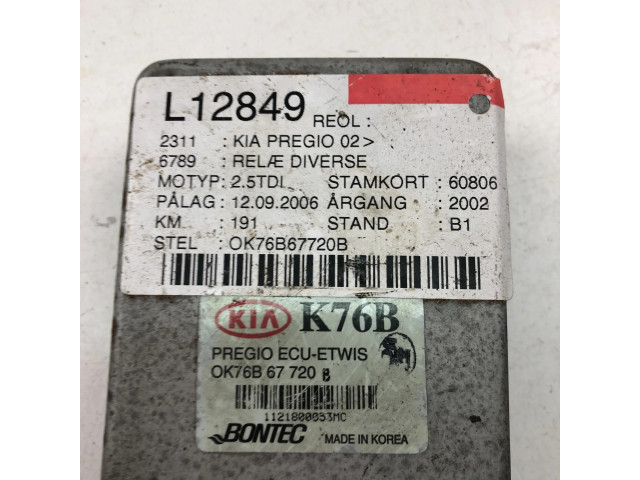 L12849 REOL :
2311 : KIA PREGIO 02>
6789 : RELÆ DIVERSE
MOTYP: 2.5TDI STAMKORT : 60806
PÅLAG: 12.09.2006 ÅRGANG : 2002
KM : 191 STAND : B1
STEL : OK76B67720B
KIA K76B
PREGIO ECU-ETWIS
OK76B 67 720 B
1121800053MC
BONTEC MADE IN KOREA